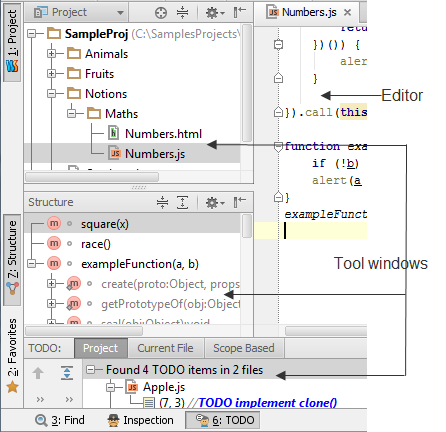 1: Project
Project
SampleProj (C:\SamplesProjects\
Animals
Fruits
Notions
Maths
Numbers.html
Numbers.js
Numbers.js
retu
})()) {
aler
}
}).call(this
function exa
if (!b)
alert(a
}
exampleFunct
Editor
Tool windows
Z: Structure
Structure
square(x)
race()
exampleFunction(a, b)
create(proto:Object, props
getPrototypeOf(obj:Object
seal(obj:Object):void
2: Favorites
TODO: Project Current File Scope Based
Found 4 TODO items in 2 files
Apple.js
(7, 3) //TODO implement clone()
3: Find Inspection 6: TODO